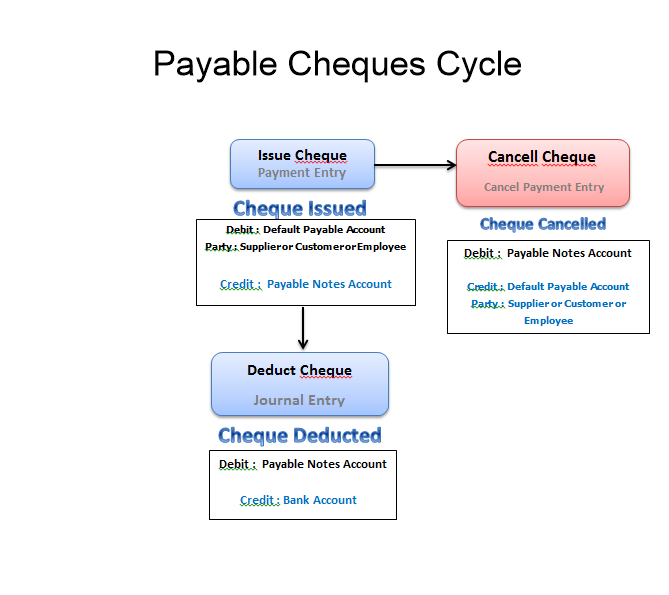 Payable Cheques Cycle
Issue Cheque
Payment Entry
Cheque Issued
Debit : Default Payable Account
Party : Supplier or Customer or Employee
Credit : Payable Notes Account
Cancell Cheque
Cancel Payment Entry
Cheque Cancelled
Debit : Payable Notes Account
Credit : Default Payable Account
Party : Supplier or Customer or
Employee
Deduct Cheque
Journal Entry
Cheque Deducted
Debit : Payable Notes Account
Credit : Bank Account